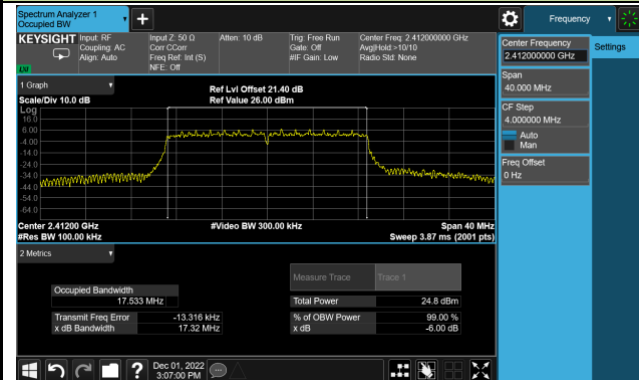 Spectrum Analyzer 1
Occupied BW
Frequency
KEYSIGHT
Input: RF
Coupling: AC
Align: Auto
Input Z: 50 Ω
Corr CCorr
Freq Ref: Int (S)
NFE: Off
Atten: 10 dB
Trig: Free Run
Gate: Off
#IF Gain: Low
Center Freq: 2.412000000 GHz
Avg|Hold:>10/10
Radio Std: None
Center Frequency
2.412000000 GHz
Settings
Span
40.000 MHz
CF Step
4.000000 MHz
Auto
Man
Freq Offset
0 Hz
1 Graph
Scale/Div 10.0 dB
Ref Lvl Offset 21.40 dB
Ref Value 26.00 dBm
Log
16.0
6.00
-4.00
-14.0
-24.0
-34.0
-44.0
-54.0
-64.0
Center 2.41200 GHz
#Res BW 100.00 kHz
#Video BW 300.00 kHz
Span 40 MHz
Sweep 3.87 ms (2001 pts)
2 Metrics
Measure Trace
Trace 1
Occupied Bandwidth
17.533 MHz
Total Power
24.8 dBm
Transmit Freq Error
-13.316 kHz
% of OBW Power
99.00 %
x dB Bandwidth
17.32 MHz
x dB
-6.00 dB
Dec 01, 2022
3:07:00 PM